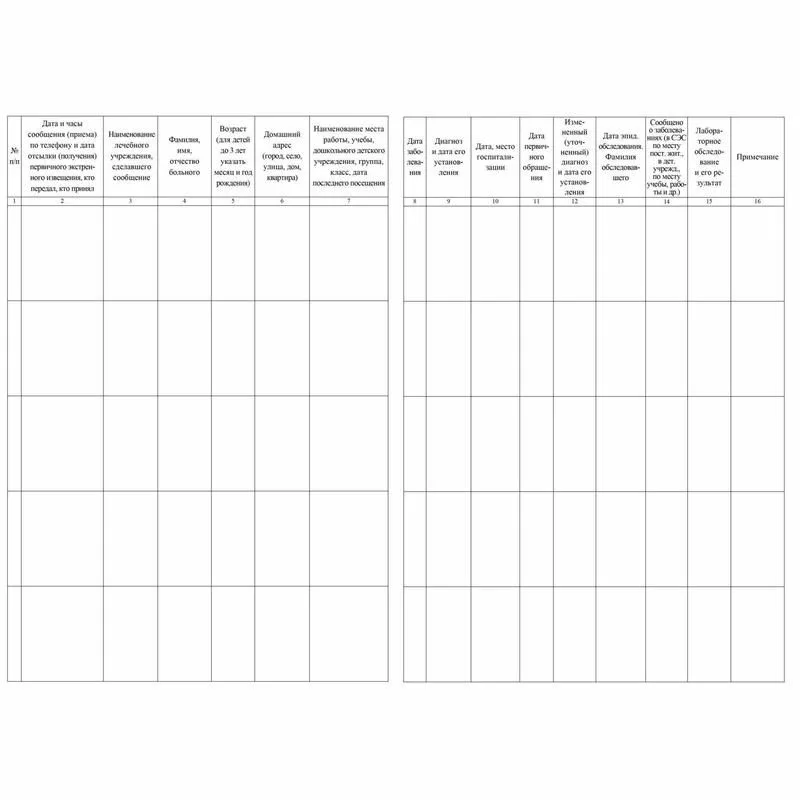 №
п/п
Дата и часы
сообщения (приема)
по телефону и дата
отсылки (получения)
первичного экстрен-
ного извещения, кто
передал, кто принял
Наименование
лечебного
учреждения,
сделавшего
сообщение
Фамилия,
имя,
отчество
больного
Возраст
(для детей
до 3 лет
указать
месяц и год
рождения)
Домашний
адрес
(город, село,
улица, дом,
квартира)
Наименование места
работы, учебы,
дошкольного детского
учреждения, группа,
класс, дата
последнего посещения
1 2 3 4 5 6 7
Дата
забо-
лева-
ния
Диагноз
и дата его
установ-
ления
Дата, место
госпитали-
зации
Дата
первич-
ного
обраще-
ния
Изме-
ненный
(уточ-
ненный)
диагноз
и дата его
установ-
ления
Дата эпид.
обследования.
Фамилия
обследовав-
шего
Сообщено
о заболева-
ниях (в СЭС
по месту
пост. жит.,
в дет.
учрежд.,
по месту
учебы, рабо-
ты и др.)
Лабора-
торное
обследо-
вание
и его ре-
зультат
Примечание
8 9 10 11 12 13 14 15 16